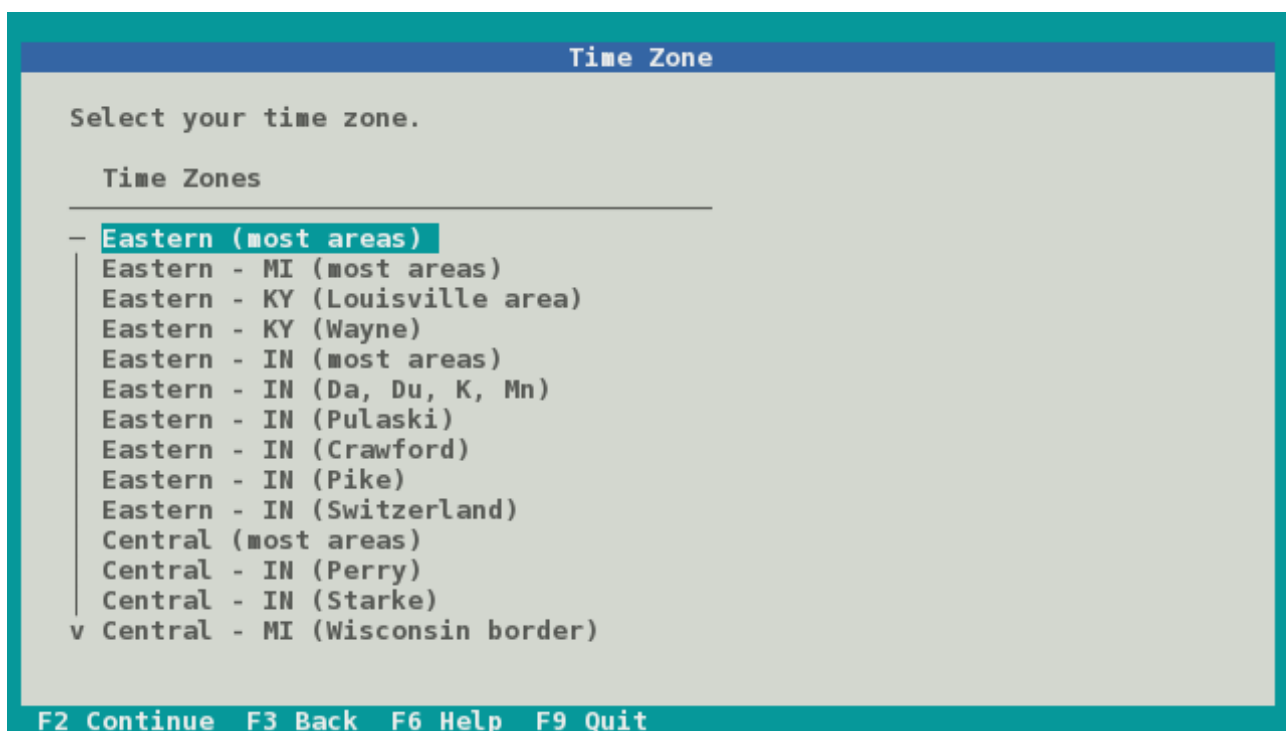 Time Zone
Select your time zone.
Time Zones
Eastern (most areas)
Eastern - MI (most areas)
Eastern - KY (Louisville area)
Eastern - KY (Wayne)
Eastern - IN (most areas)
Eastern - IN (Da, Du, K, Mn)
Eastern - IN (Pulaski)
Eastern - IN (Crawford)
Eastern - IN (Pike)
Eastern - IN (Switzerland)
Central (most areas)
Central - IN (Perry)
Central - IN (Starke)
v Central - MI (Wisconsin border)
F2 Continue F3 Back F6 Help F9 Quit